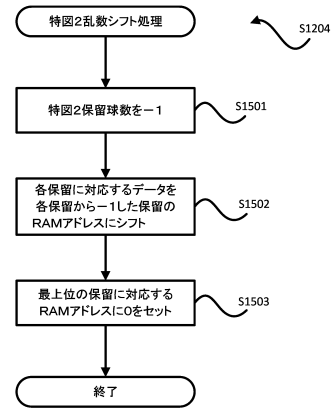 特図2乱数シフト処理
S1204
特図2保留球数を－1
S1501
各保留に対応するデータを
各保留から－1した保留の
RAMアドレスにシフト
S1502
最上位の保留に対応する
RAMアドレスに0をセット
S1503
終了